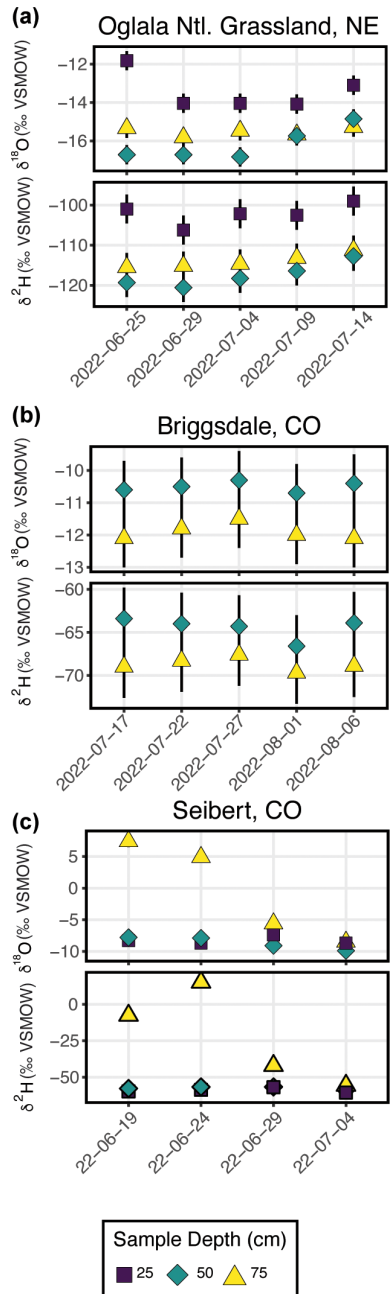 (a)
Oglala Ntl. Grassland, NE
δ¹⁸O (‰ VSMOW)
−12
−14
−16
δ²H (‰ VSMOW)
−100
−110
−120
2022−06−25
2022−06−29
2022−07−04
2022−07−09
2022−07−14
(b)
Briggsdale, CO
δ¹⁸O (‰ VSMOW)
−10
−11
−12
−13
δ²H (‰ VSMOW)
−60
−65
−70
2022−07−17
2022−07−22
2022−07−27
2022−08−01
2022−08−06
(c)
Seibert, CO
δ¹⁸O (‰ VSMOW)
5
0
−5
−10
δ²H (‰ VSMOW)
0
−25
−50
22−06−19
22−06−24
22−06−29
22−07−04
Sample Depth (cm)
25 50 75